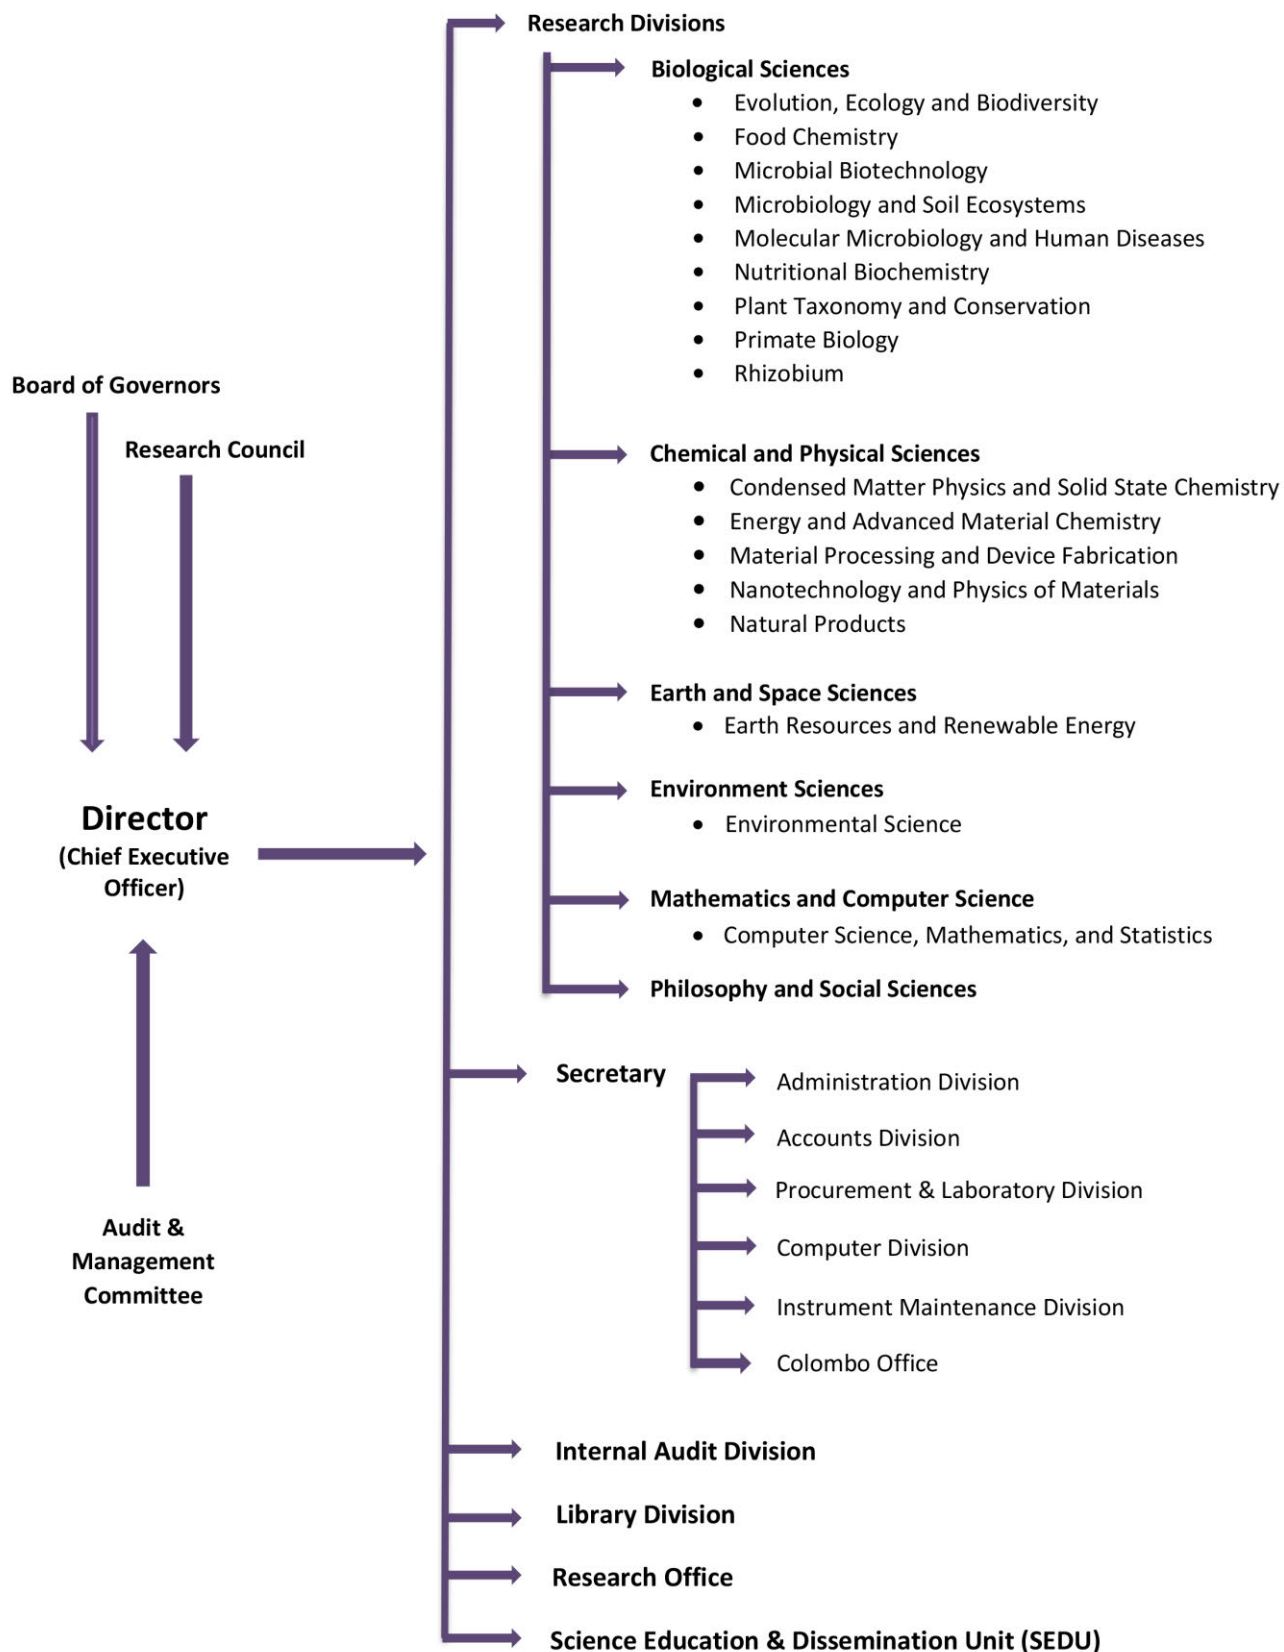 Board of Governors
Research Council
Director
(Chief Executive
Officer)
Audit &
Management
Committee
Research Divisions
Biological Sciences
• Evolution, Ecology and Biodiversity
• Food Chemistry
• Microbial Biotechnology
• Microbiology and Soil Ecosystems
• Molecular Microbiology and Human Diseases
• Nutritional Biochemistry
• Plant Taxonomy and Conservation
• Primate Biology
• Rhizobium
Chemical and Physical Sciences
• Condensed Matter Physics and Solid State Chemistry
• Energy and Advanced Material Chemistry
• Material Processing and Device Fabrication
• Nanotechnology and Physics of Materials
• Natural Products
Earth and Space Sciences
• Earth Resources and Renewable Energy
Environment Sciences
• Environmental Science
Mathematics and Computer Science
• Computer Science, Mathematics, and Statistics
Philosophy and Social Sciences
Secretary
Administration Division
Accounts Division
Procurement & Laboratory Division
Computer Division
Instrument Maintenance Division
Colombo Office
Internal Audit Division
Library Division
Research Office
Science Education & Dissemination Unit (SEDU)